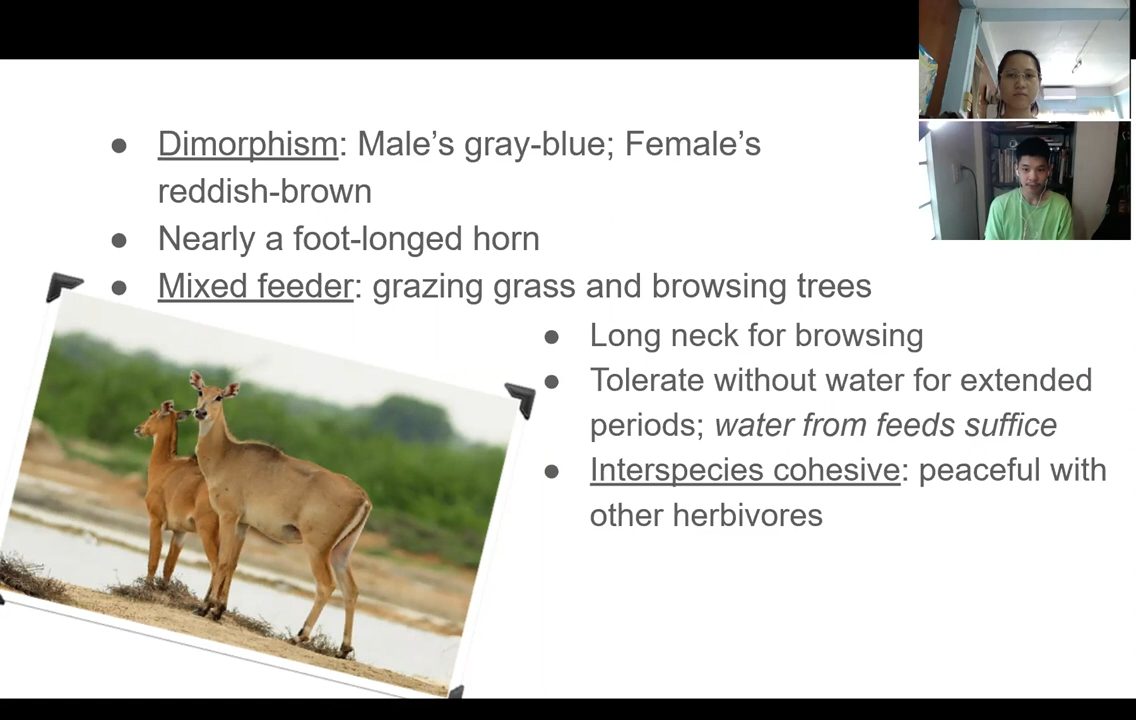 ● Dimorphism: Male's gray-blue; Female's
reddish-brown
● Nearly a foot-longed horn
● Mixed feeder: grazing grass and browsing trees
● Long neck for browsing
● Tolerate without water for extended
periods; water from feeds suffice
● Interspecies cohesive: peaceful with
other herbivores